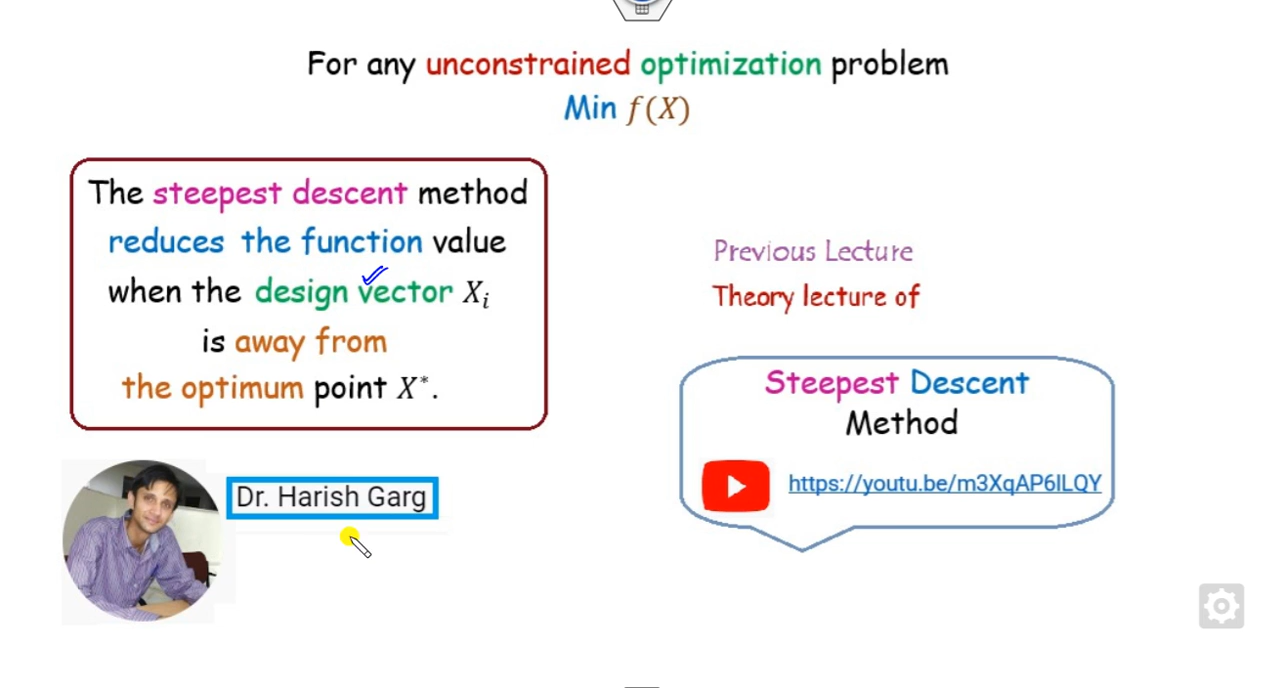 For any unconstrained optimization problem
Min f(X)
The steepest descent method
reduces the function value
when the design vector Xᵢ
is away from
the optimum point X*.
Previous Lecture
Theory lecture of
Steepest Descent
Method
https://youtu.be/m3XqAP6ILQY
Dr. Harish Garg